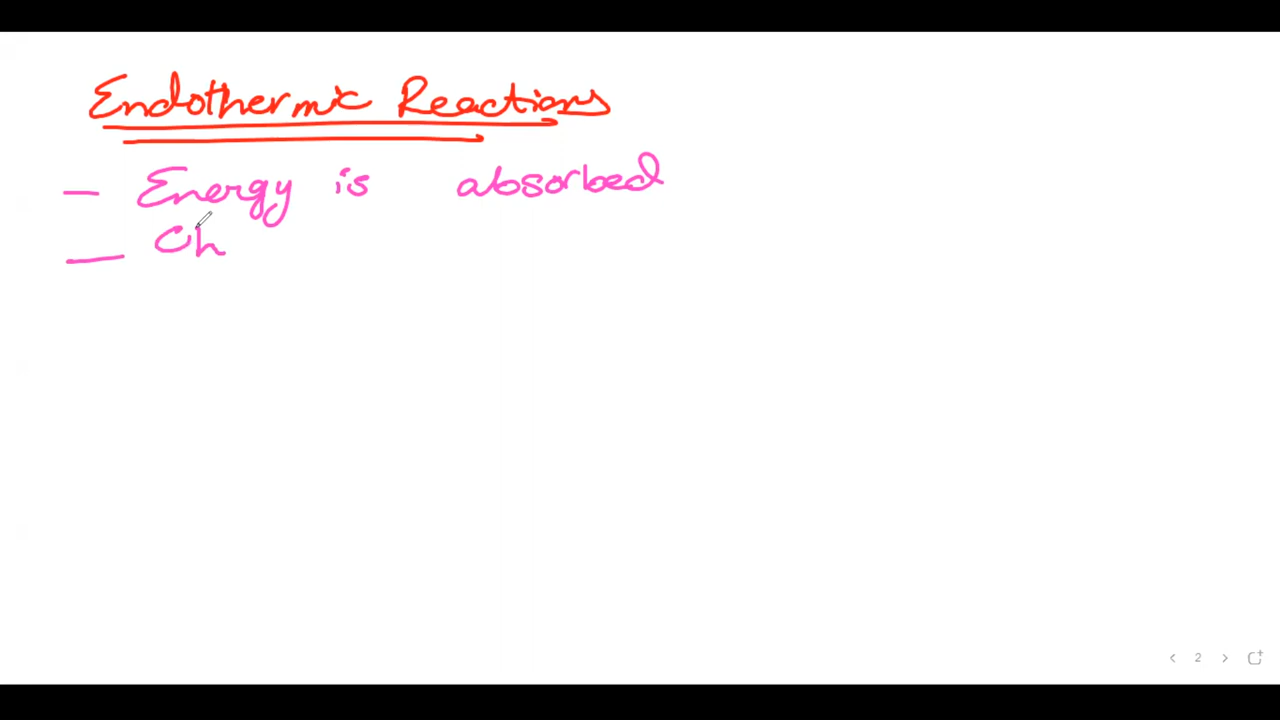 Endothermic Reactions
– Energy is absorbed
– Ch
2